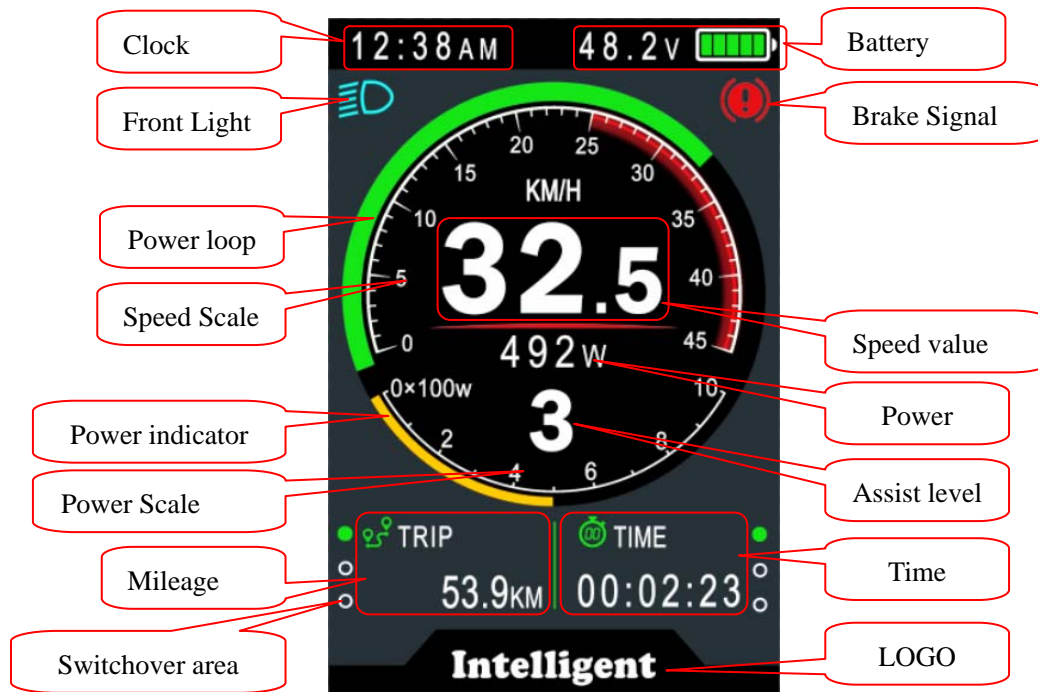 Clock
12:38AM
48.2V
Battery
Front Light
Brake Signal
20
25
15
30
KM/H
10
35
Power loop
32.5
5
40
Speed Scale
0
492W
45
Speed value
0×100w
10
Power
Power indicator
3
2
8
4
6
Power Scale
Assist level
TRIP
00
TIME
Mileage
53.9KM
00:02:23
Time
Switchover area
Intelligent
LOGO